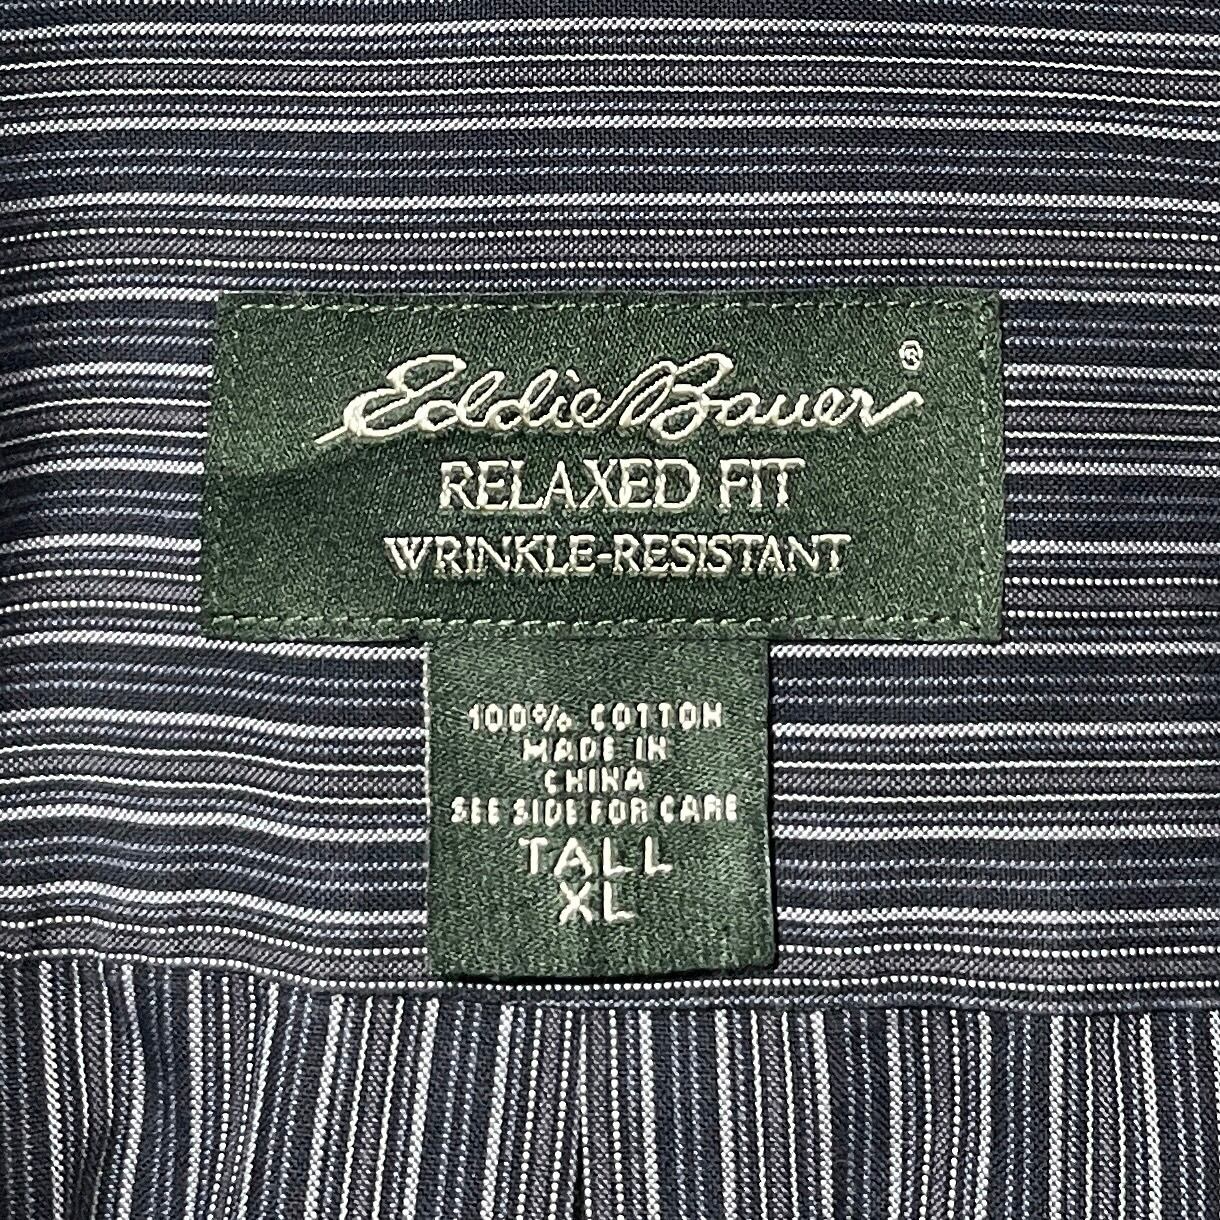 Eddie Bauer®
RELAXED FIT
WRINKLE-RESISTANT
100% COTTON
MADE IN
CHINA
SEE SIDE FOR CARE
TALL
XL